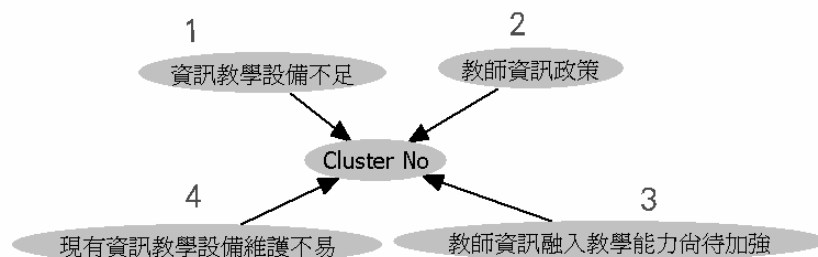 1
2
資訊教學設備不足
教師資訊政策
Cluster No
4
3
現有資訊教學設備維護不易
教師資訊融入教學能力尚待加強